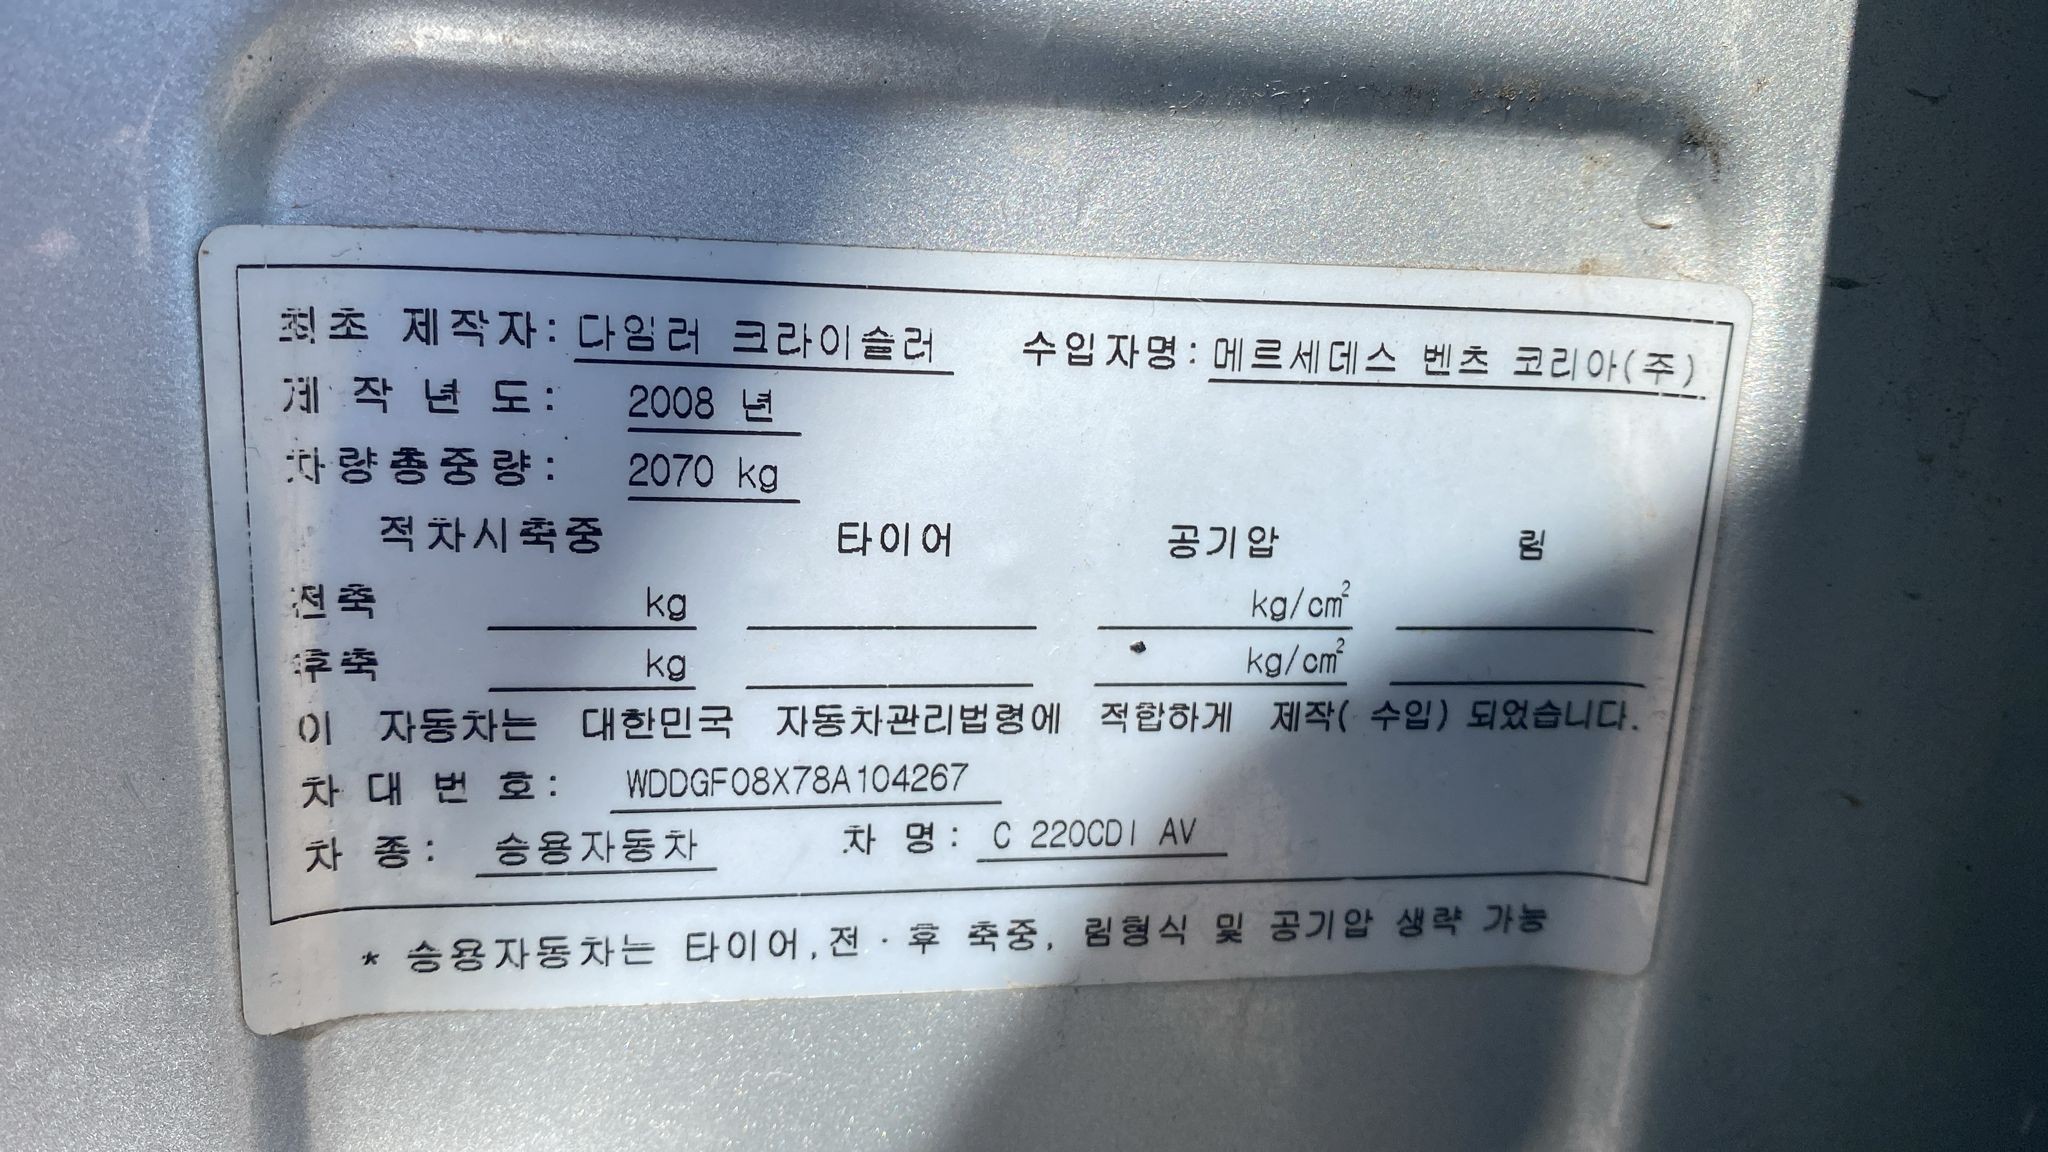 최초 제작자: 다임러 크라이슬러 수입자명: 메르세데스 벤츠 코리아(주)
제 작 년 도: 2008 년
차량총중량: 2070 kg
적차시축중 타이어 공기압 림
전축 kg kg/cm²
후축 kg kg/cm²
이 자동차는 대한민국 자동차관리법령에 적합하게 제작( 수입) 되었습니다.
차 대 번 호: WDDGF08X78A104267
차 종: 승용자동차 차 명: C 220CDI AV
* 승용자동차는 타이어,전·후 축중, 림형식 및 공기압 생략 가능